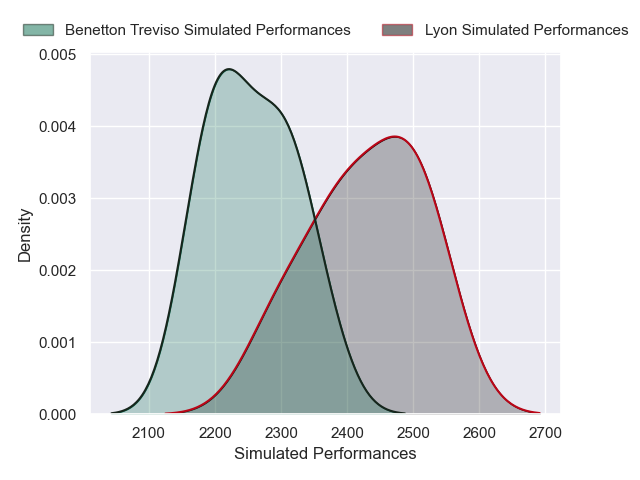 Benetton Treviso Simulated Performances Lyon Simulated Performances
0.005
0.004
0.003
0.002
0.001
0.000
Density
2100 2200 2300 2400 2500 2600 2700
Simulated Performances